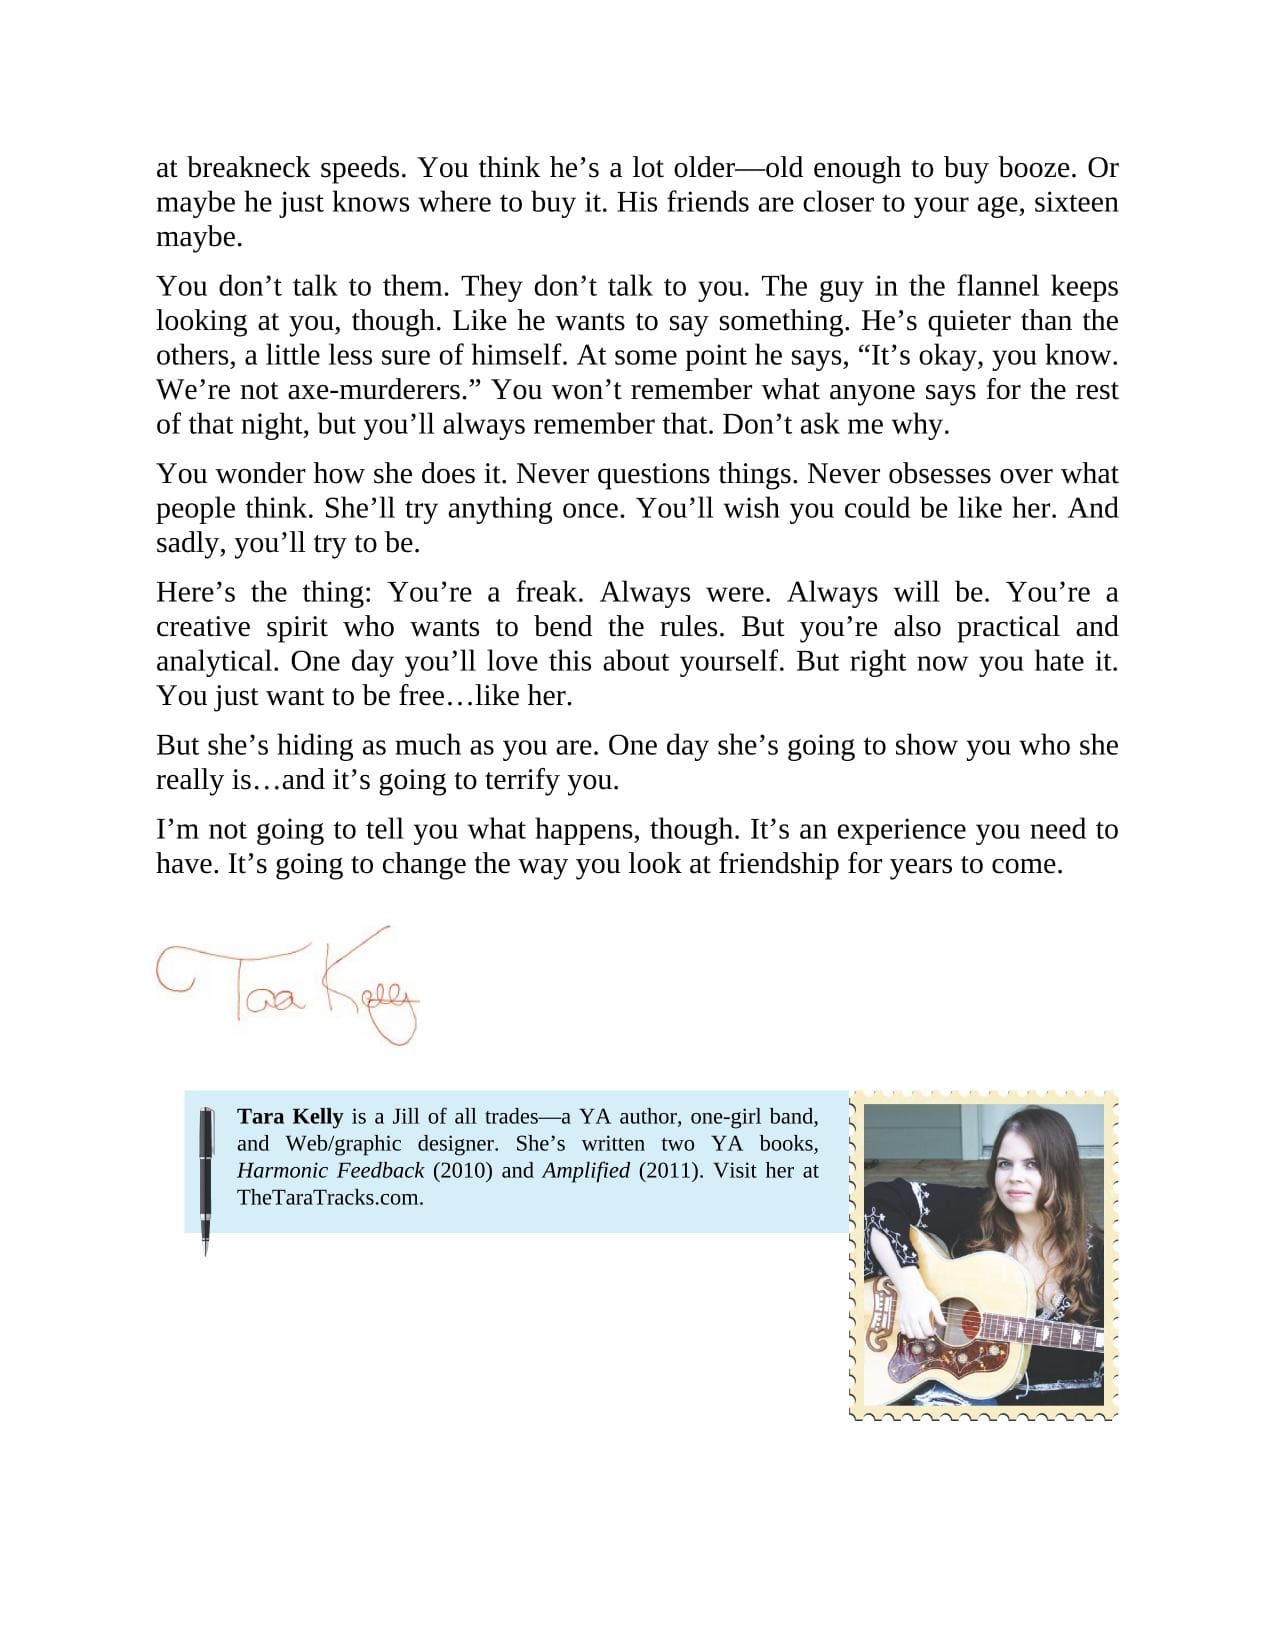 at breakneck speeds. You think he’s a lot older—old enough to buy booze. Or
maybe he just knows where to buy it. His friends are closer to your age, sixteen
maybe.
You don’t talk to them. They don’t talk to you. The guy in the flannel keeps
looking at you, though. Like he wants to say something. He’s quieter than the
others, a little less sure of himself. At some point he says, “It’s okay, you know.
We’re not axe-murderers.” You won’t remember what anyone says for the rest
of that night, but you’ll always remember that. Don’t ask me why.
You wonder how she does it. Never questions things. Never obsesses over what
people think. She’ll try anything once. You’ll wish you could be like her. And
sadly, you’ll try to be.
Here’s the thing: You’re a freak. Always were. Always will be. You’re a
creative spirit who wants to bend the rules. But you’re also practical and
analytical. One day you’ll love this about yourself. But right now you hate it.
You just want to be free…like her.
But she’s hiding as much as you are. One day she’s going to show you who she
really is…and it’s going to terrify you.
I’m not going to tell you what happens, though. It’s an experience you need to
have. It’s going to change the way you look at friendship for years to come.
Tara Kelly
Tara Kelly is a Jill of all trades—a YA author, one-girl band,
and Web/graphic designer. She’s written two YA books,
Harmonic Feedback (2010) and Amplified (2011). Visit her at
TheTaraTracks.com.